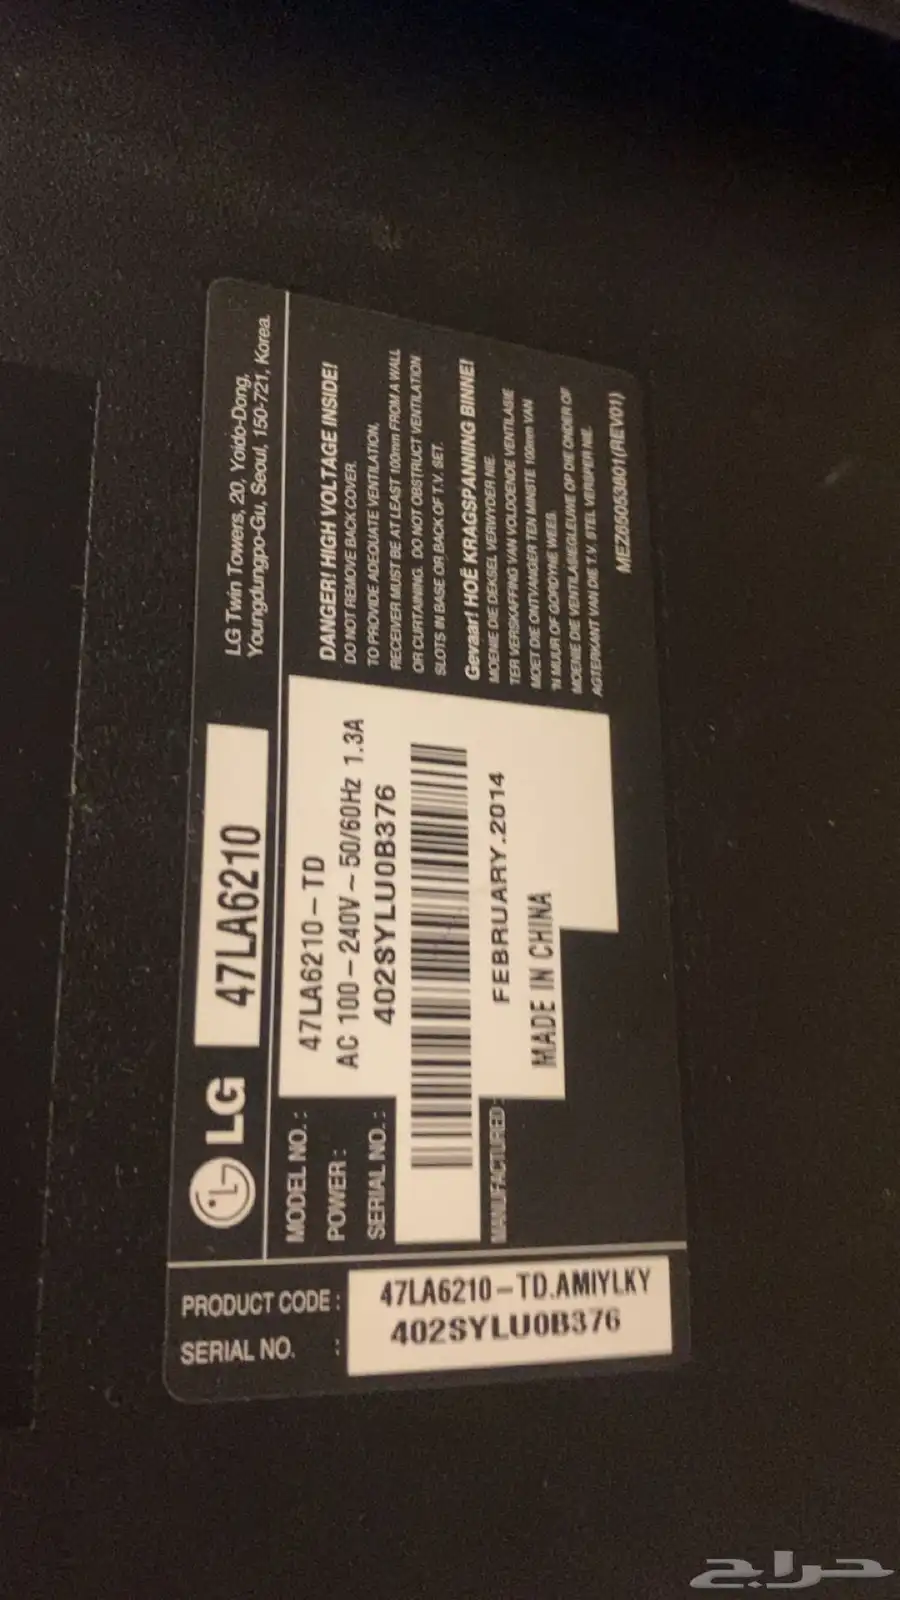 LG 47LA6210
LG Twin Towers, 20, Yoido-Dong,
Youngdungpo-Gu, Seoul, 150-721, Korea.
MODEL NO. : 47LA6210-TD
POWER : AC 100-240V~50/60Hz 1.3A
SERIAL NO. : 402SYLU0B376
MANUFACTURED : FEBRUARY.2014
MADE IN CHINA
DANGER! HIGH VOLTAGE INSIDE!
DO NOT REMOVE BACK COVER.
TO PROVIDE ADEQUATE VENTILATION,
RECEIVER MUST BE AT LEAST 100mm FROM A WALL
OR CURTAINING. DO NOT OBSTRUCT VENTILATION
SLOTS IN BASE OR BACK OF T.V. SET.
Gevaar! HOË KRAGSPANNING BINNE!
MOENIE DIE DEKSEL VERWYDER NIE.
TER VERSKAFFING VAN VOLDOENDE VENTILASIE
MOET DIE ONTVANGER TEN MINSTE 100mm VAN
'N MUUR OF GORDYNE WEES.
MOENIE DIE VENTILASIEGLEUWE OP DIE ONDER OF
AGTERKANT VAN DIE T.V. STEL VERSPER NIE.
MEZ65053801(REV01)
PRODUCT CODE : 47LA6210-TD.AMIYLKY
SERIAL NO. : 402SYLU0B376
حراج